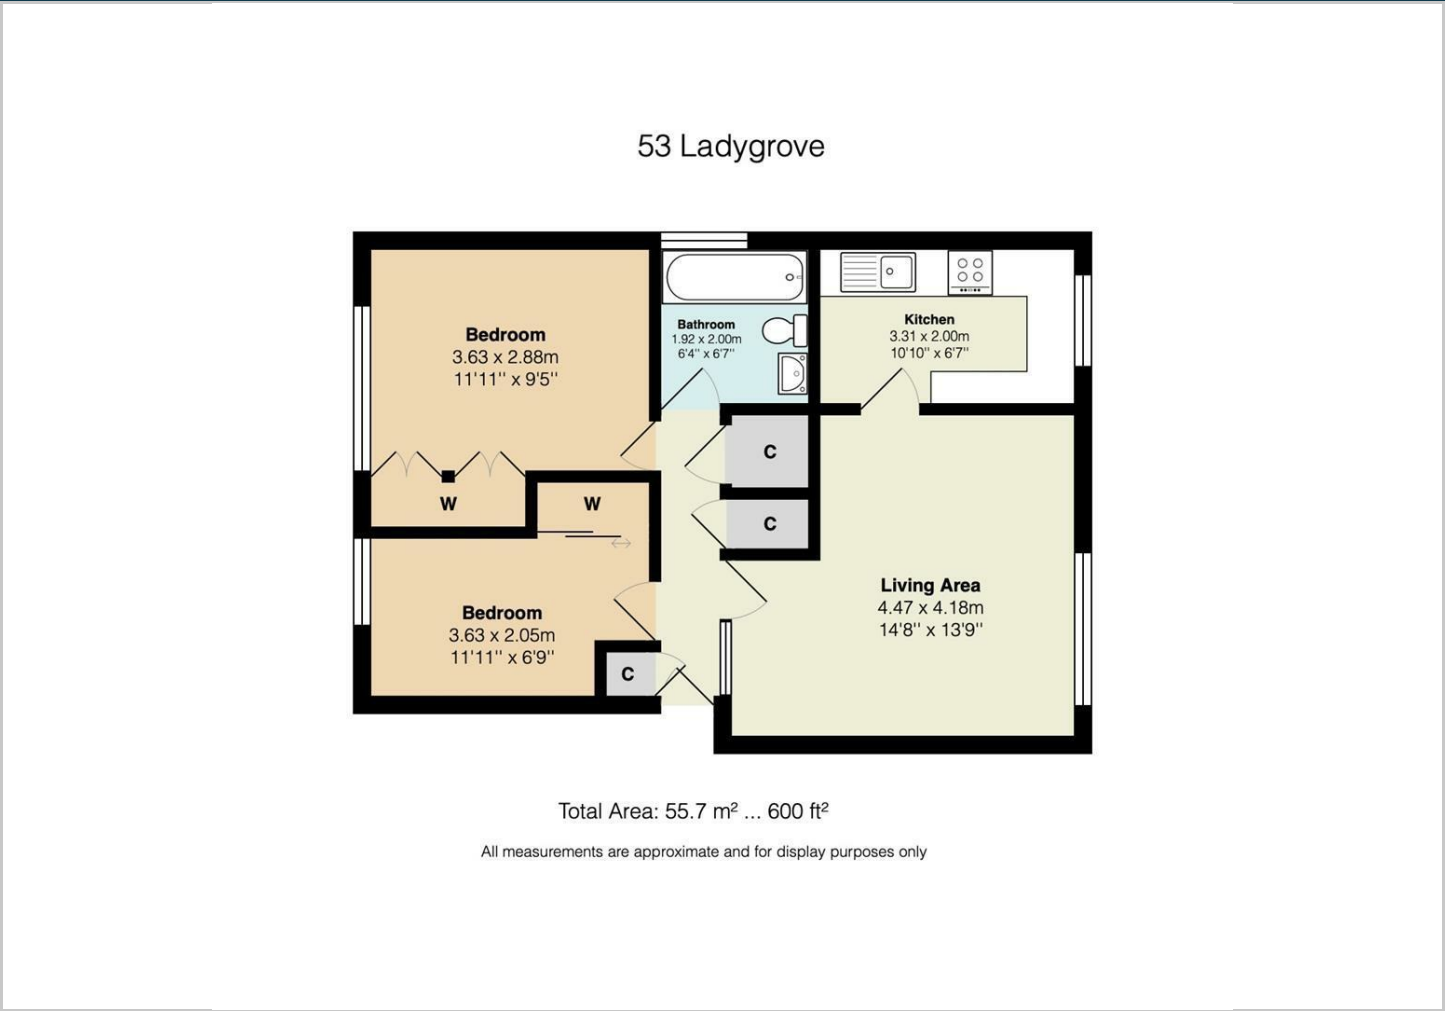 53 Ladygrove
Bedroom
3.63 x 2.88m
11'11'' x 9'5''
Bathroom
1.92 x 2.00m
6'4'' x 6'7''
Kitchen
3.31 x 2.00m
10'10'' x 6'7''
C
W
W
C
Living Area
4.47 x 4.18m
14'8'' x 13'9''
Bedroom
3.63 x 2.05m
11'11'' x 6'9''
C
Total Area: 55.7 m² ... 600 ft²
All measurements are approximate and for display purposes only